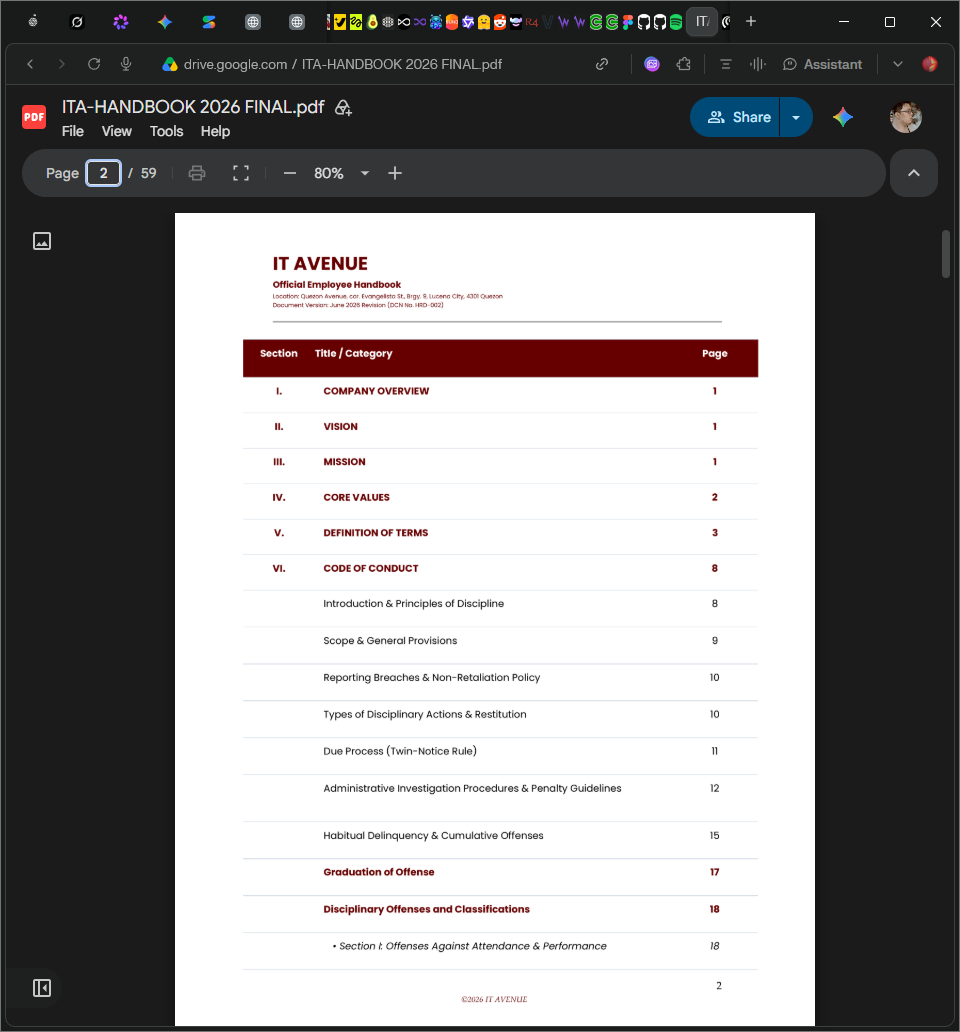 drive.google.com / ITA-HANDBOOK 2026 FINAL.pdf
Assistant
PDF
ITA-HANDBOOK 2026 FINAL.pdf
File View Tools Help
Share
Page 2 / 59
80%
IT AVENUE
Official Employee Handbook
Location: Quezon Avenue, cor. Evangelista St., Brgy. 9, Lucena City, 4301 Quezon
Document Version: June 2026 Revision (DCN No. HRD-002)
Section Title / Category Page
I. COMPANY OVERVIEW 1
II. VISION 1
III. MISSION 1
IV. CORE VALUES 2
V. DEFINITION OF TERMS 3
VI. CODE OF CONDUCT 8
Introduction & Principles of Discipline 8
Scope & General Provisions 9
Reporting Breaches & Non-Retaliation Policy 10
Types of Disciplinary Actions & Restitution 10
Due Process (Twin-Notice Rule) 11
Administrative Investigation Procedures & Penalty Guidelines 12
Habitual Delinquency & Cumulative Offenses 15
Graduation of Offense 17
Disciplinary Offenses and Classifications 18
• Section I: Offenses Against Attendance & Performance 18
2
©2026 IT AVENUE